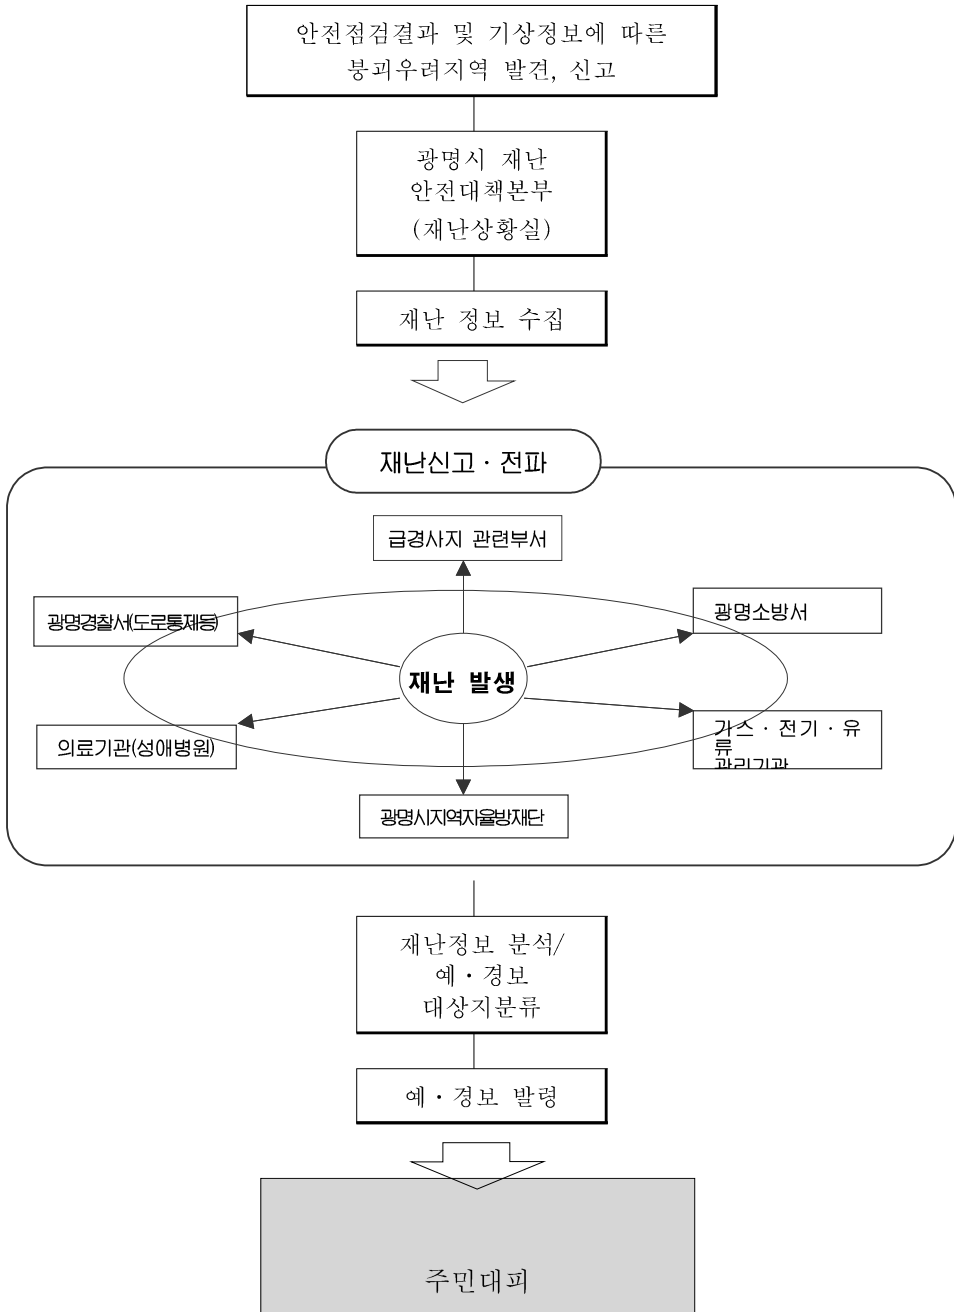 안전점검결과 및 기상정보에 따른
붕괴우려지역 발견, 신고
광명시 재난
안전대책본부
(재난상황실)
재난 정보 수집
재난신고 · 전파
급경사지 관련부서
광명경찰서(도로통제등)
광명소방서
재난 발생
의료기관(성애병원)
가스 · 전기 · 유
류
관리기관
광명시지역자율방재단
재난정보 분석/
예 · 경보
대상지분류
예 · 경보 발령
주민대피